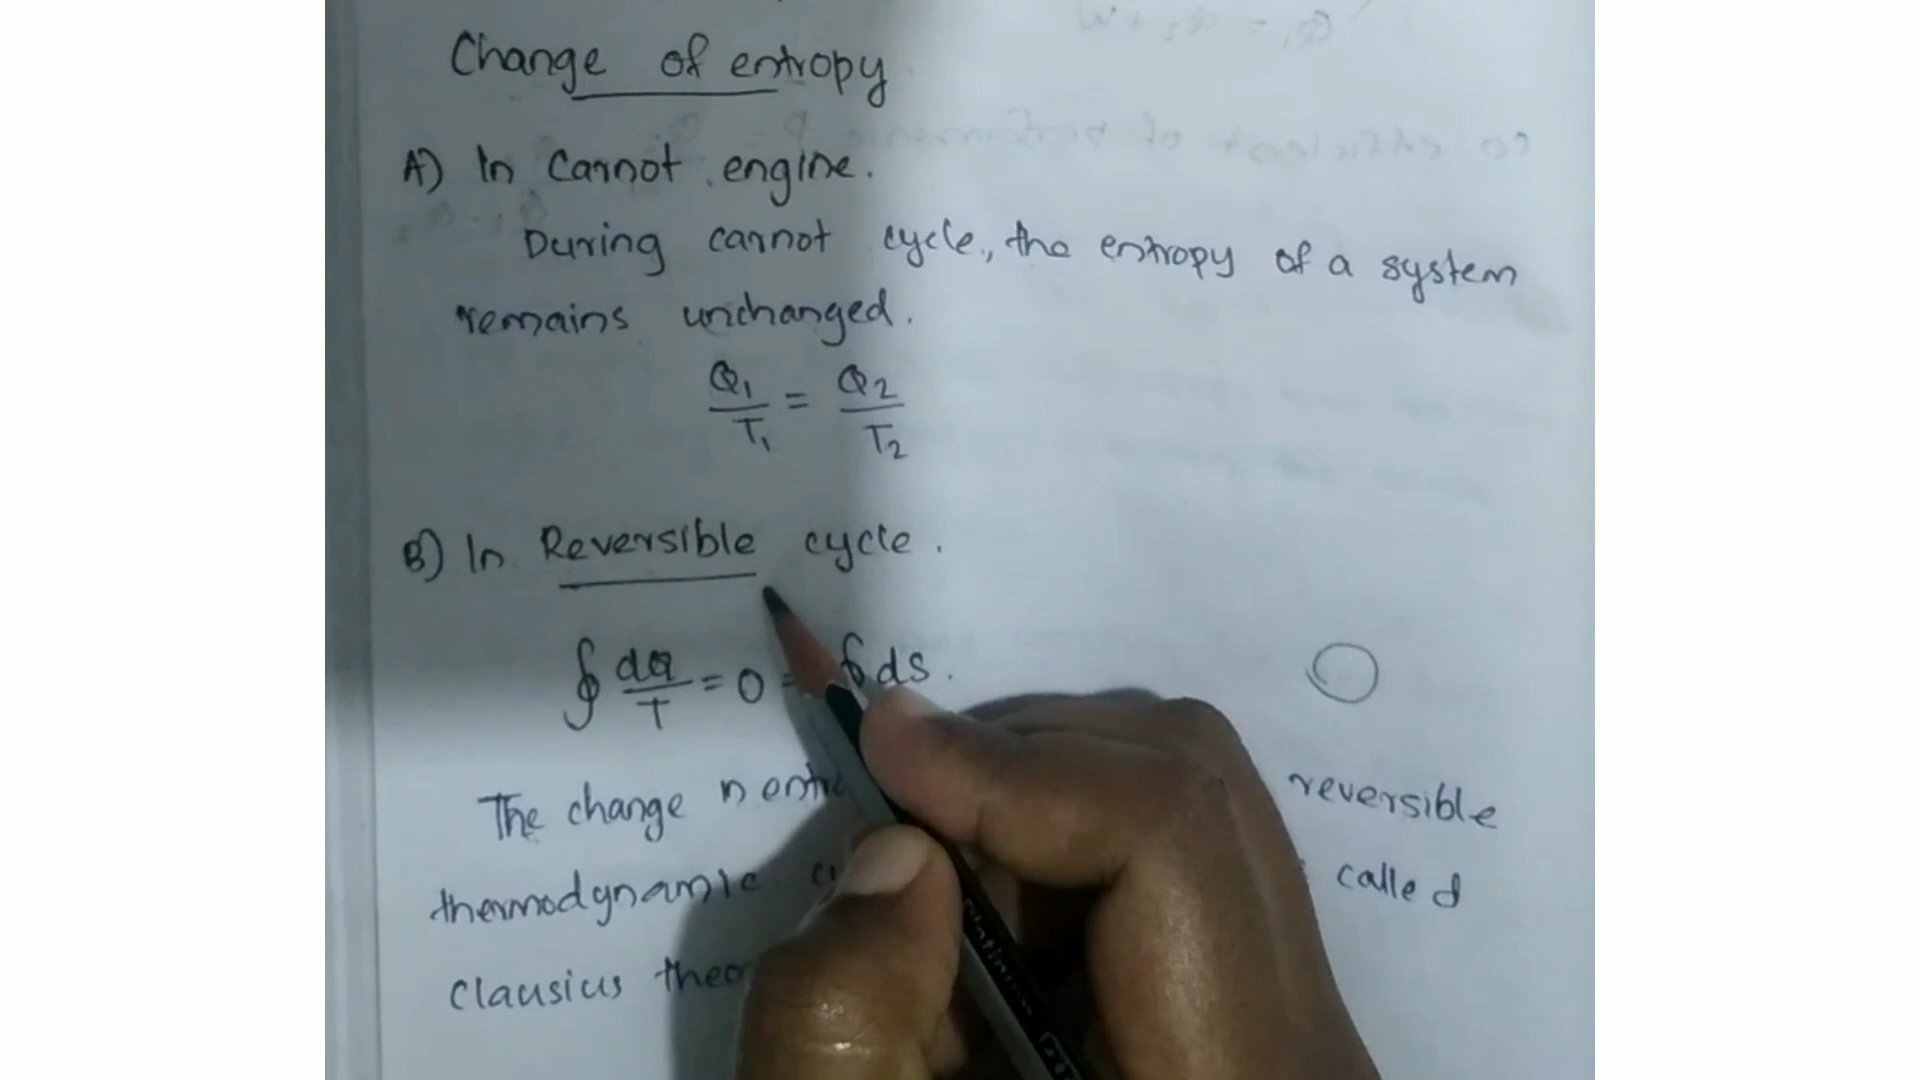 Change of entropy
A) In Carnot engine.
During carnot cycle, the entropy of a system
remains unchanged.
Q₁/T₁ = Q₂/T₂
B) In Reversible cycle.
∮ dQ/T = 0 = ∮ ds.
The change n reversible
thermodynamic called
Clausius
Platinum